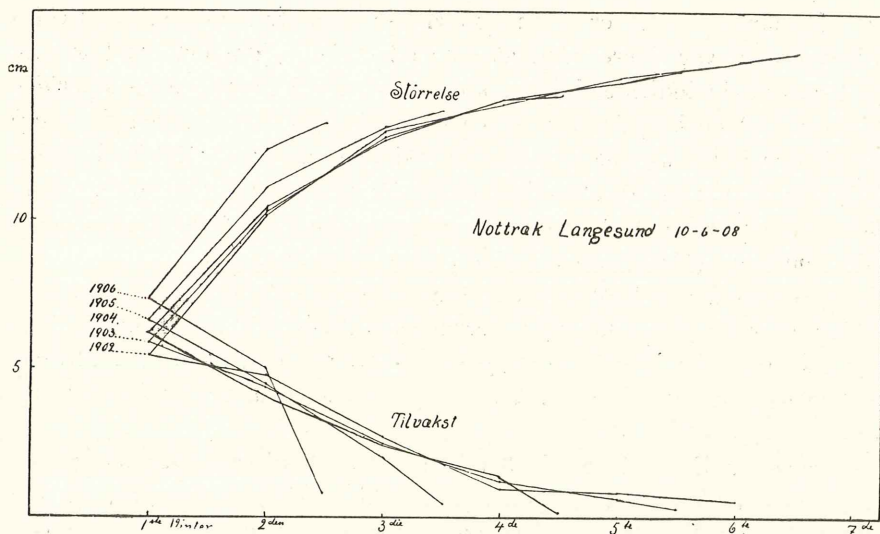 cm
Störrelse
10
Nottrak Langesund 10-6-08
1906
1905
1904
1903
1902
5
Tilvakst
1ste Winter 2den 3die 4de 5te 6te 7de